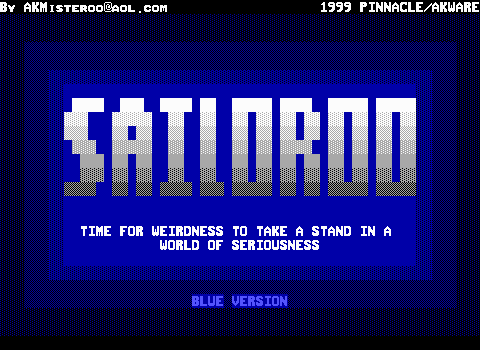 By AKMisteroo@aol.com
1999 PINNACLE/AKWARE
SAILOROO
TIME FOR WEIRDNESS TO TAKE A STAND IN A
WORLD OF SERIOUSNESS
BLUE VERSION